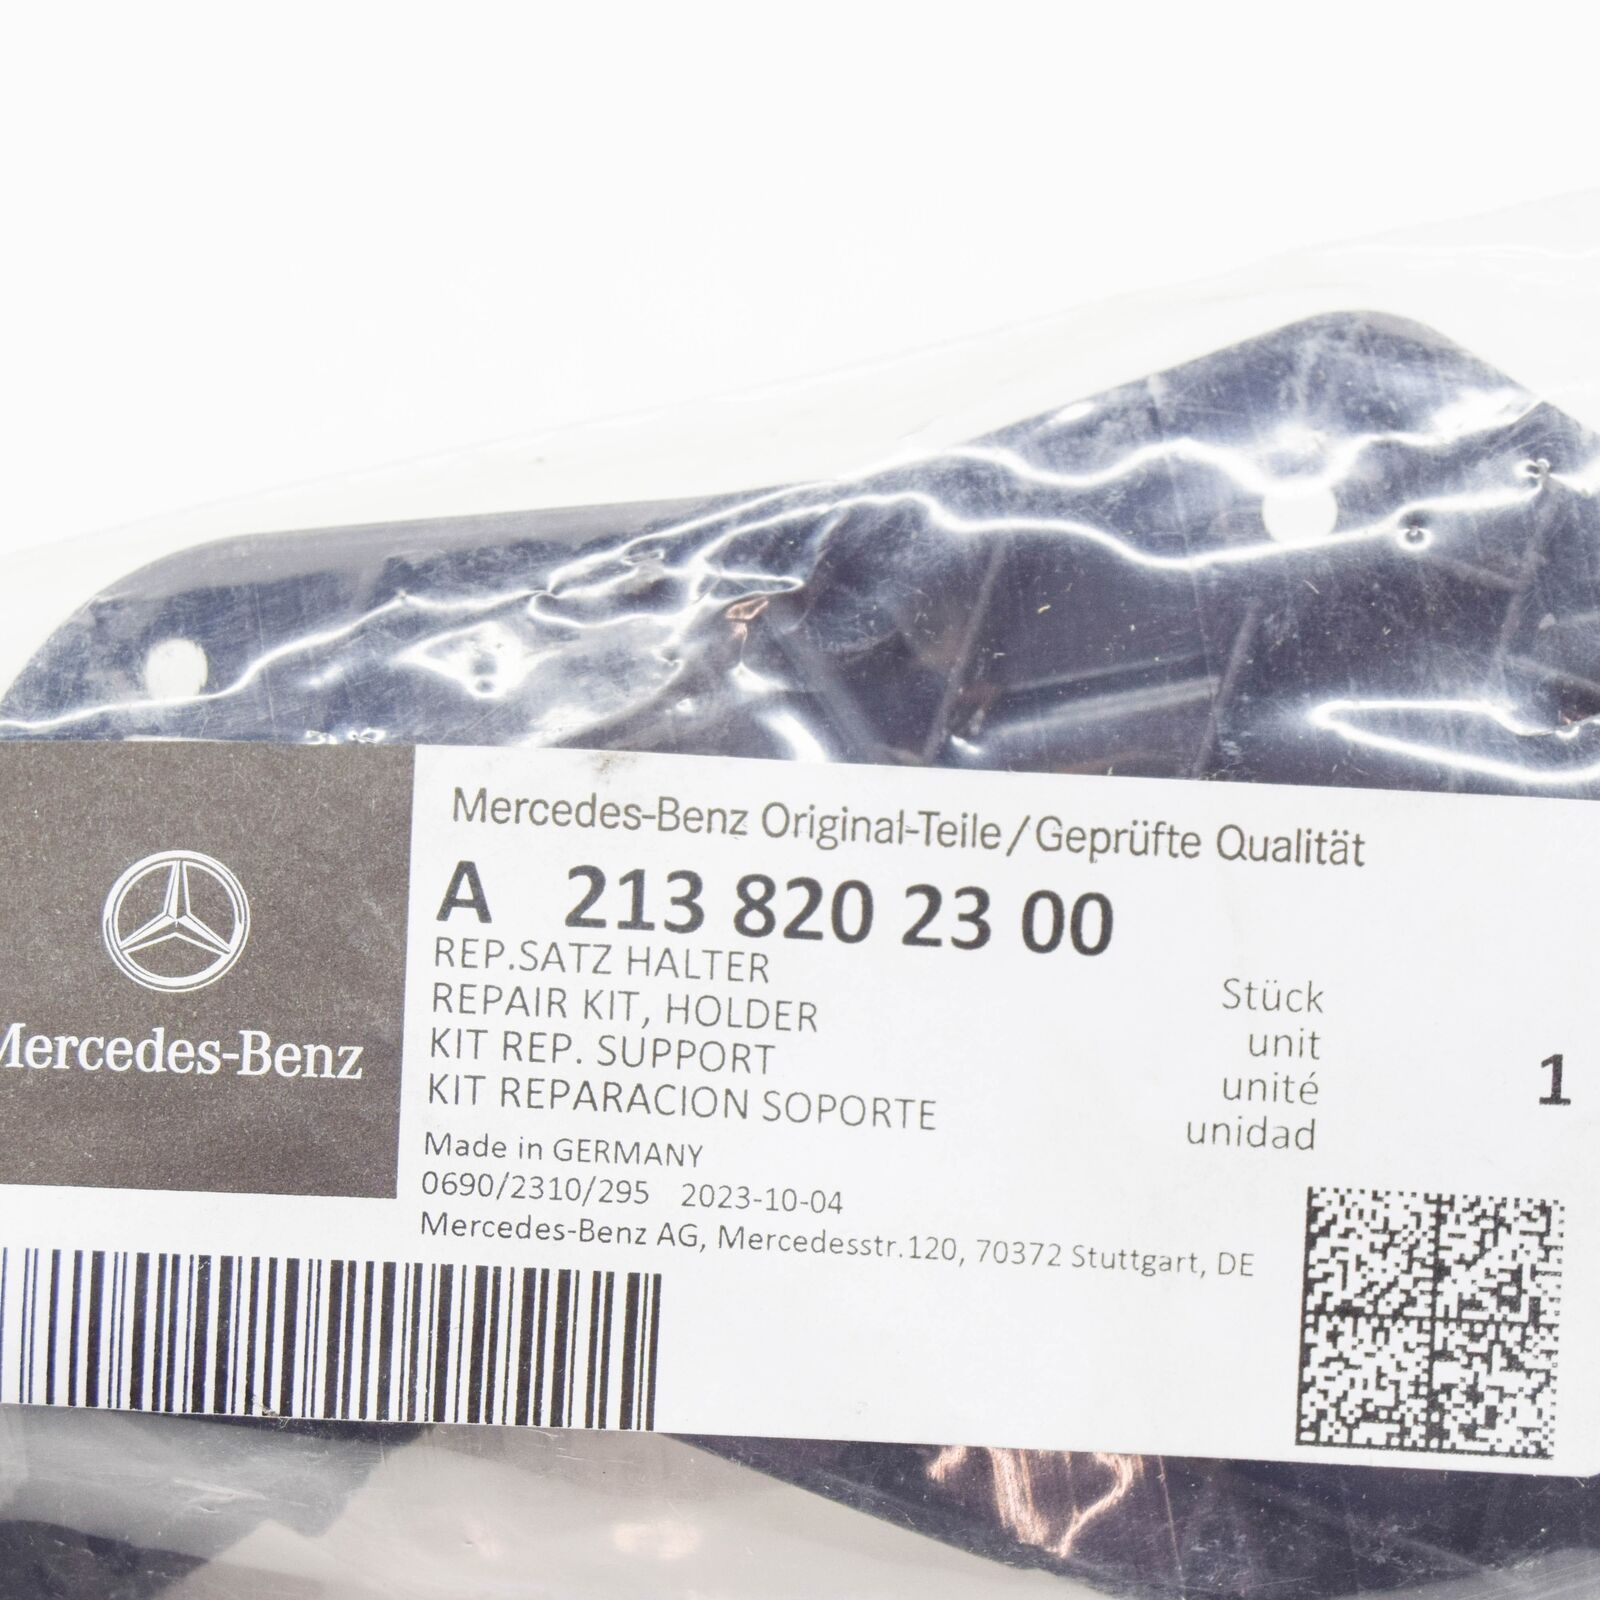 Mercedes-Benz Original-Teile/Geprüfte Qualität
A 213 820 23 00
REP.SATZ HALTER
REPAIR KIT, HOLDER
KIT REP. SUPPORT
KIT REPARACION SOPORTE
Stück
unit
unité
unidad
1
Made in GERMANY
0690/2310/295 2023-10-04
Mercedes-Benz AG, Mercedesstr.120, 70372 Stuttgart, DE
Mercedes-Benz